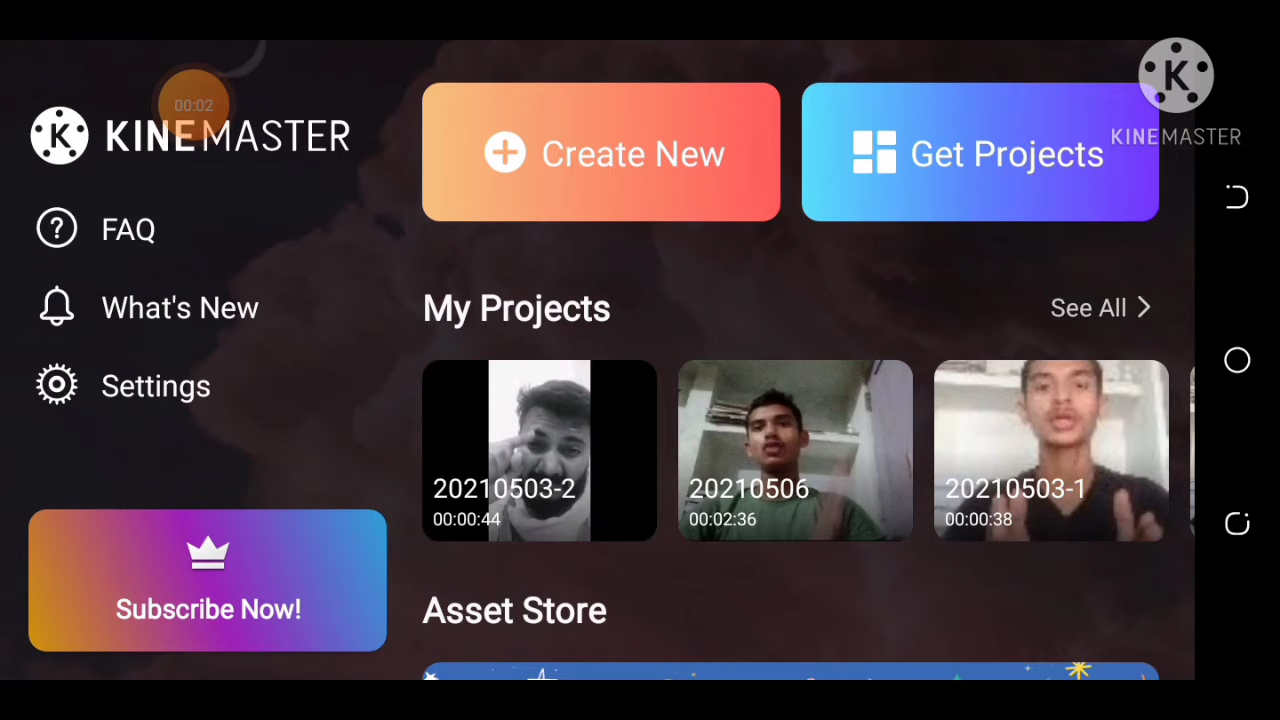 00:02
KINEMASTER
FAQ
What's New
Settings
Subscribe Now!
Create New
Get Projects
KINEMASTER
My Projects
See All
20210503-2
00:00:44
20210506
00:02:36
20210503-1
00:00:38
Asset Store